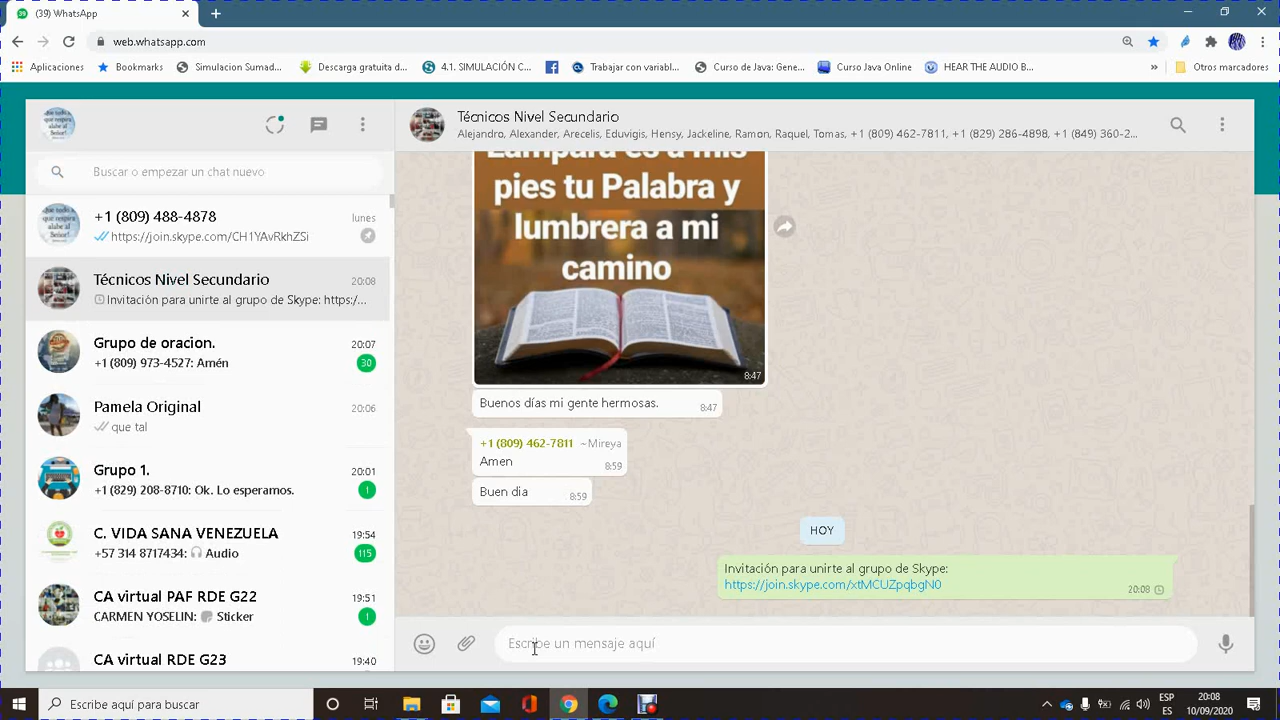 (39) WhatsApp
web.whatsapp.com
Aplicaciones
Bookmarks
Simulacion Sumad...
Descarga gratuita d...
4.1. SIMULACIÓN C...
Trabajar con variabl...
Curso de Java: Gene...
Curso Java Online
HEAR THE AUDIO B...
»
Otros marcadores
Técnicos Nivel Secundario
Alejandro, Alexander, Arecelis, Eduvigis, Hensy, Jackeline, Ramon, Raquel, Tomas, +1 (809) 462-7811, +1 (829) 286-4898, +1 (849) 360-2...
Buscar o empezar un chat nuevo
+1 (809) 488-4878
lunes
https://join.skype.com/CH1YAvRkhZSi
Técnicos Nivel Secundario
20:08
Invitación para unirte al grupo de Skype: https:/...
Grupo de oracion.
20:07
+1 (809) 973-4527: Amén
30
Pamela Original
20:06
que tal
Grupo 1.
20:01
+1 (829) 208-8710: Ok. Lo esperamos.
1
C. VIDA SANA VENEZUELA
19:54
+57 314 8717434: Audio
115
CA virtual PAF RDE G22
19:51
CARMEN YOSELIN: Sticker
1
CA virtual RDE G23
19:40
Lámpara es a mis
pies tu Palabra y
lumbrera a mi
camino
8:47
Buenos días mi gente hermosas.
8:47
+1 (809) 462-7811 ~Mireya
Amen
8:59
Buen dia
8:59
HOY
Invitación para unirte al grupo de Skype:
https://join.skype.com/xtMCUZpqbgN0
20:08
Escribe un mensaje aquí
Escribe aquí para buscar
ESP
ES
20:08
10/09/2020